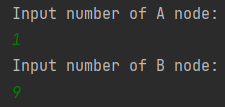 Input number of A node:
1
Input number of B node:
9